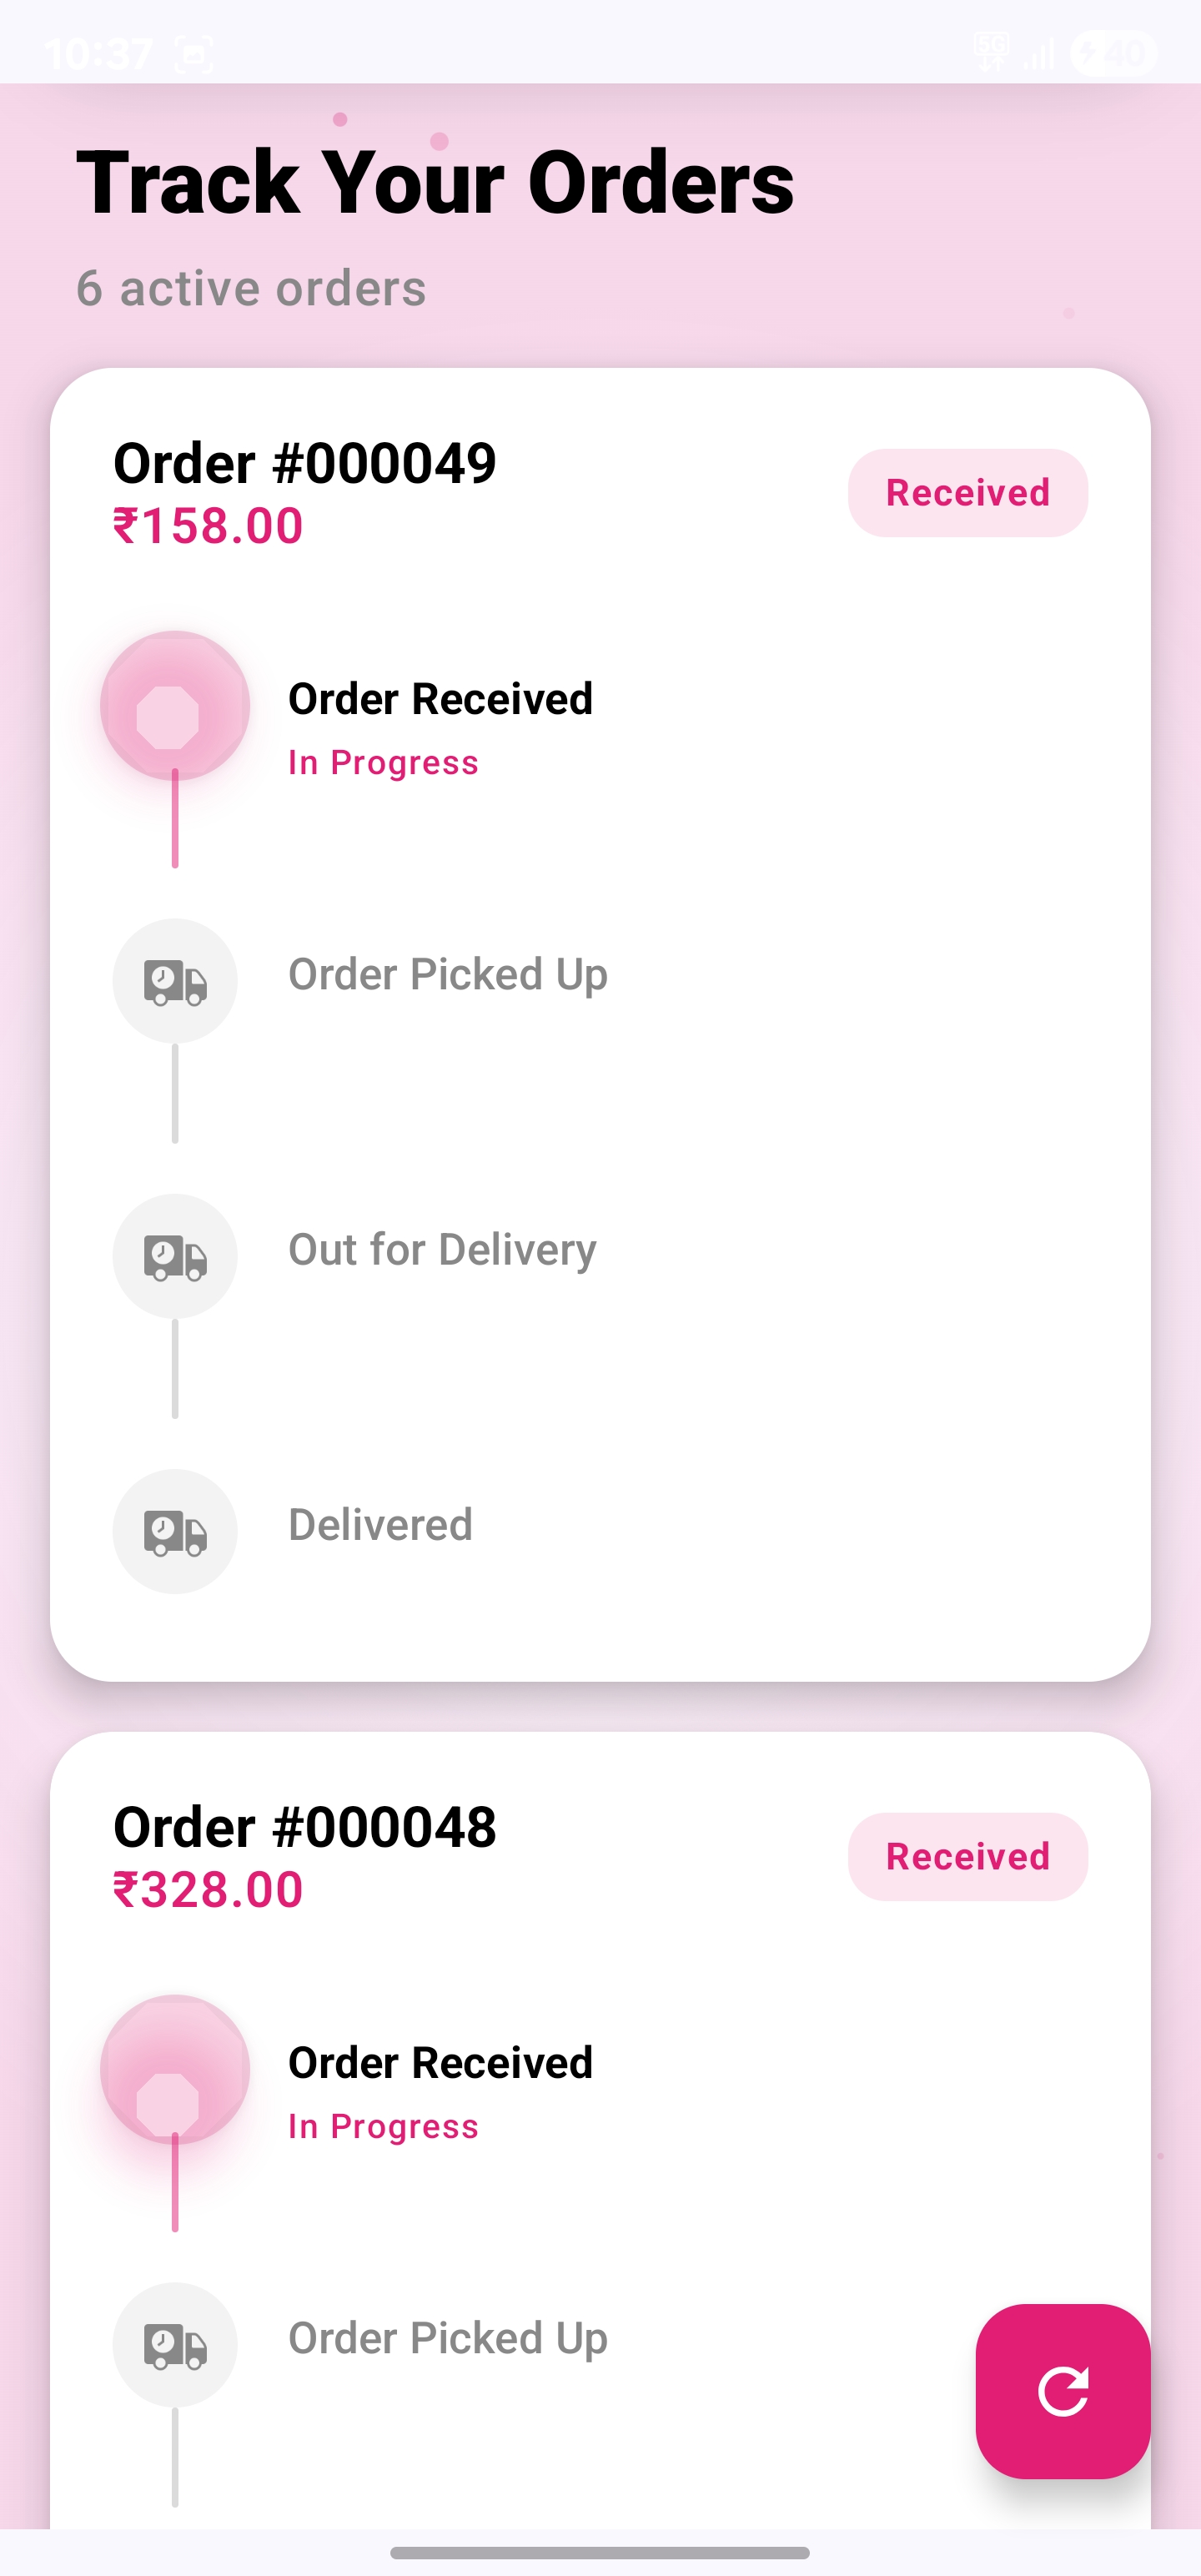 10:37
5G
40
Track Your Orders
6 active orders
Order #000049
₹158.00
Received
Order Received
In Progress
Order Picked Up
Out for Delivery
Delivered
Order #000048
₹328.00
Received
Order Received
In Progress
Order Picked Up